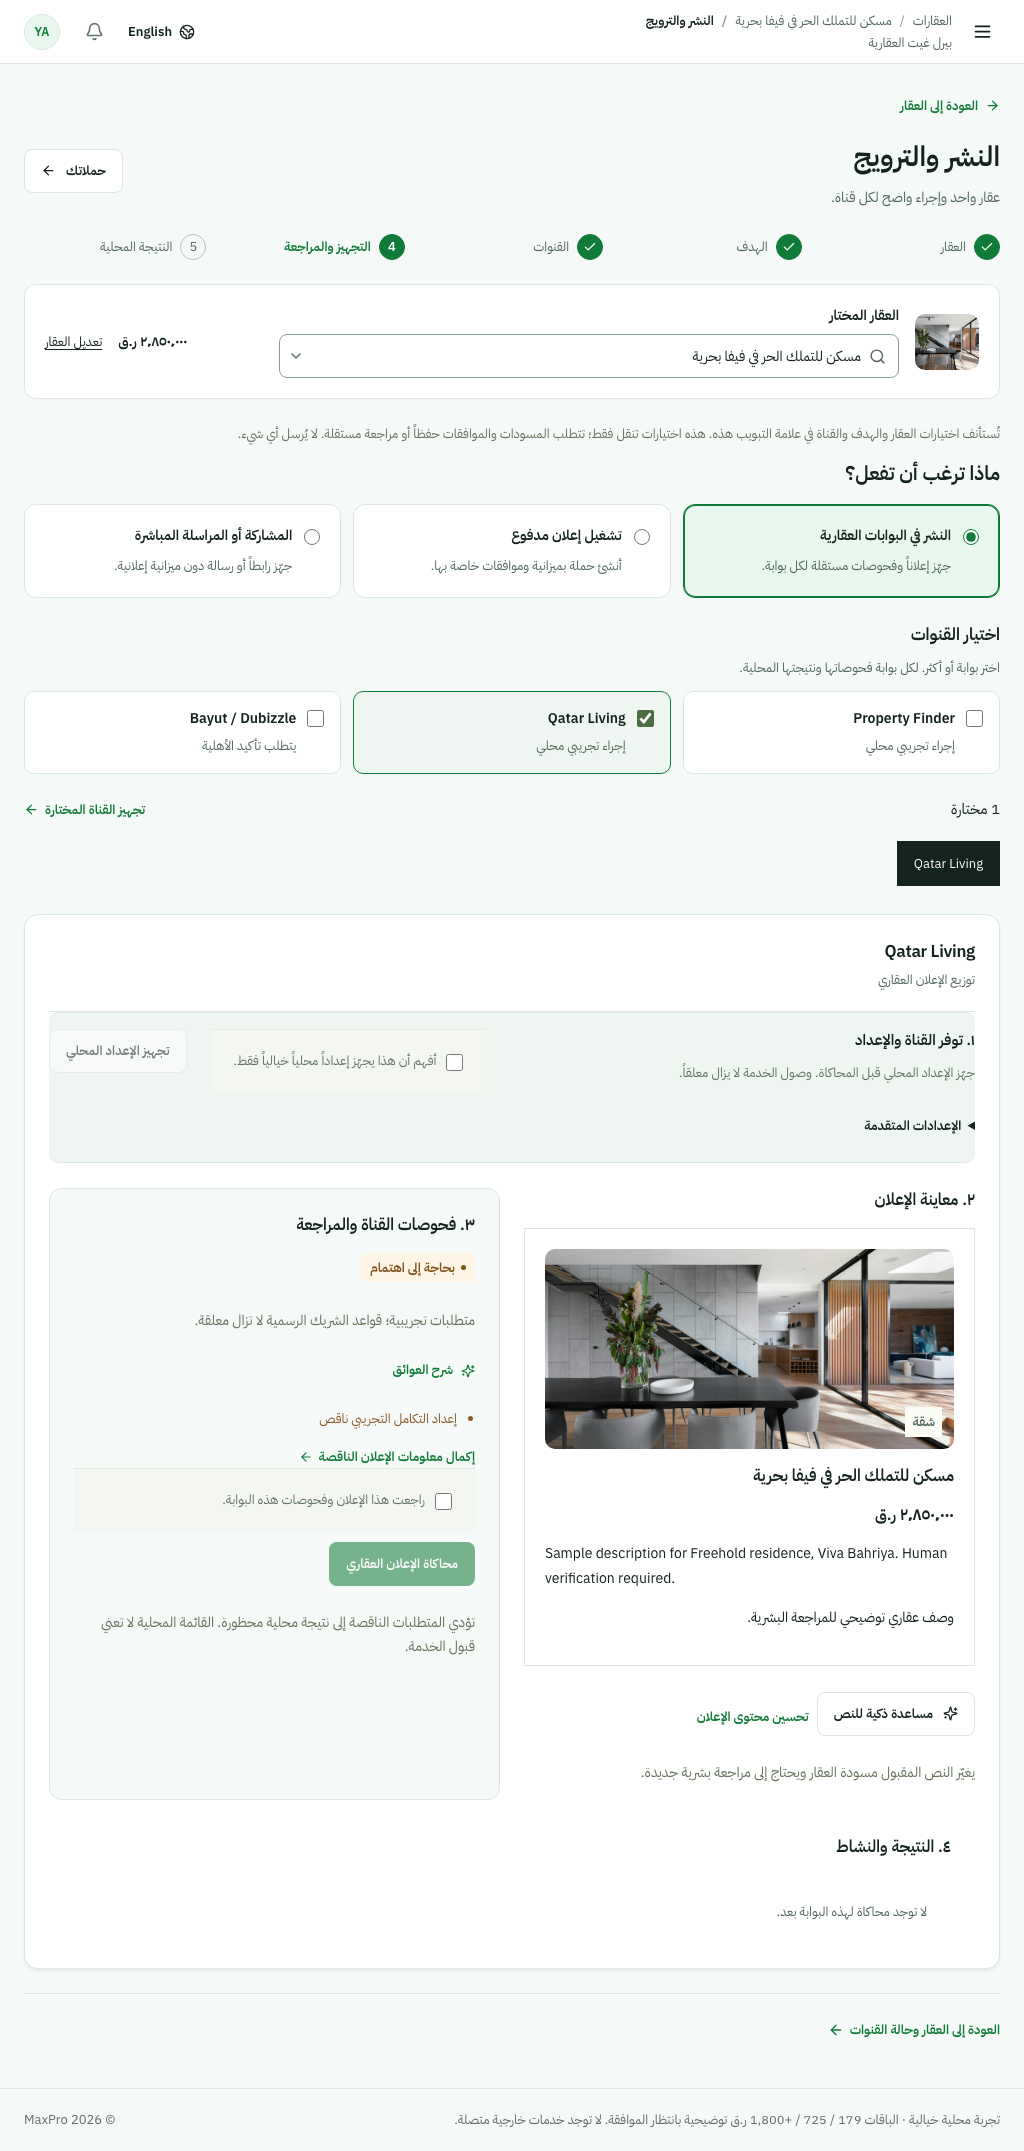 العقارات / مسكن للتملك الحر في فيفا بحرية / النشر والترويج
بيرل غيت العقارية
English
YA
العودة إلى العقار
النشر والترويج
عقار واحد وإجراء واضح لكل قناة.
حملاتك
العقار
الهدف
القنوات
4 التجهيز والمراجعة
5 النتيجة المحلية
العقار المختار
مسكن للتملك الحر في فيفا بحرية
٢٬٨٥٠٬٠٠٠ ر.ق
تعديل العقار
تُستأنف اختيارات العقار والهدف والقناة في علامة التبويب هذه. هذه اختيارات تنقل فقط؛ تتطلب المسودات والموافقات حفظاً أو مراجعة مستقلة. لا يُرسل أي شيء.
ماذا ترغب أن تفعل؟
النشر في البوابات العقارية
جهّز إعلاناً وفحوصات مستقلة لكل بوابة.
تشغيل إعلان مدفوع
أنشئ حملة بميزانية وموافقات خاصة بها.
المشاركة أو المراسلة المباشرة
جهّز رابطاً أو رسالة دون ميزانية إعلانية.
اختيار القنوات
اختر بوابة أو أكثر. لكل بوابة فحوصاتها ونتيجتها المحلية.
Property Finder
إجراء تجريبي محلي
Qatar Living
إجراء تجريبي محلي
Bayut / Dubizzle
يتطلب تأكيد الأهلية
1 مختارة
تجهيز القناة المختارة
Qatar Living
Qatar Living
توزيع الإعلان العقاري
١. توفر القناة والإعداد
جهّز الإعداد المحلي قبل المحاكاة. وصول الخدمة لا يزال معلقاً.
أفهم أن هذا يجهّز إعداداً محلياً خيالياً فقط.
تجهيز الإعداد المحلي
الإعدادات المتقدمة
٢. معاينة الإعلان
شقة
مسكن للتملك الحر في فيفا بحرية
٢٬٨٥٠٬٠٠٠ ر.ق
Sample description for Freehold residence, Viva Bahriya. Human
verification required.
وصف عقاري توضيحي للمراجعة البشرية.
مساعدة ذكية للنص
تحسين محتوى الإعلان
يغيّر النص المقبول مسودة العقار ويحتاج إلى مراجعة بشرية جديدة.
٣. فحوصات القناة والمراجعة
بحاجة إلى اهتمام
متطلبات تجريبية؛ قواعد الشريك الرسمية لا تزال معلقة.
شرح العوائق
إعداد التكامل التجريبي ناقص
إكمال معلومات الإعلان الناقصة
راجعت هذا الإعلان وفحوصات هذه البوابة.
محاكاة الإعلان العقاري
تؤدي المتطلبات الناقصة إلى نتيجة محلية محظورة. القائمة المحلية لا تعني
قبول الخدمة.
٤. النتيجة والنشاط
لا توجد محاكاة لهذه البوابة بعد.
العودة إلى العقار وحالة القنوات
تجربة محلية خيالية · الباقات 179 / 725 / +1,800 ر.ق توضيحية بانتظار الموافقة. لا توجد خدمات خارجية متصلة.
© 2026 MaxPro